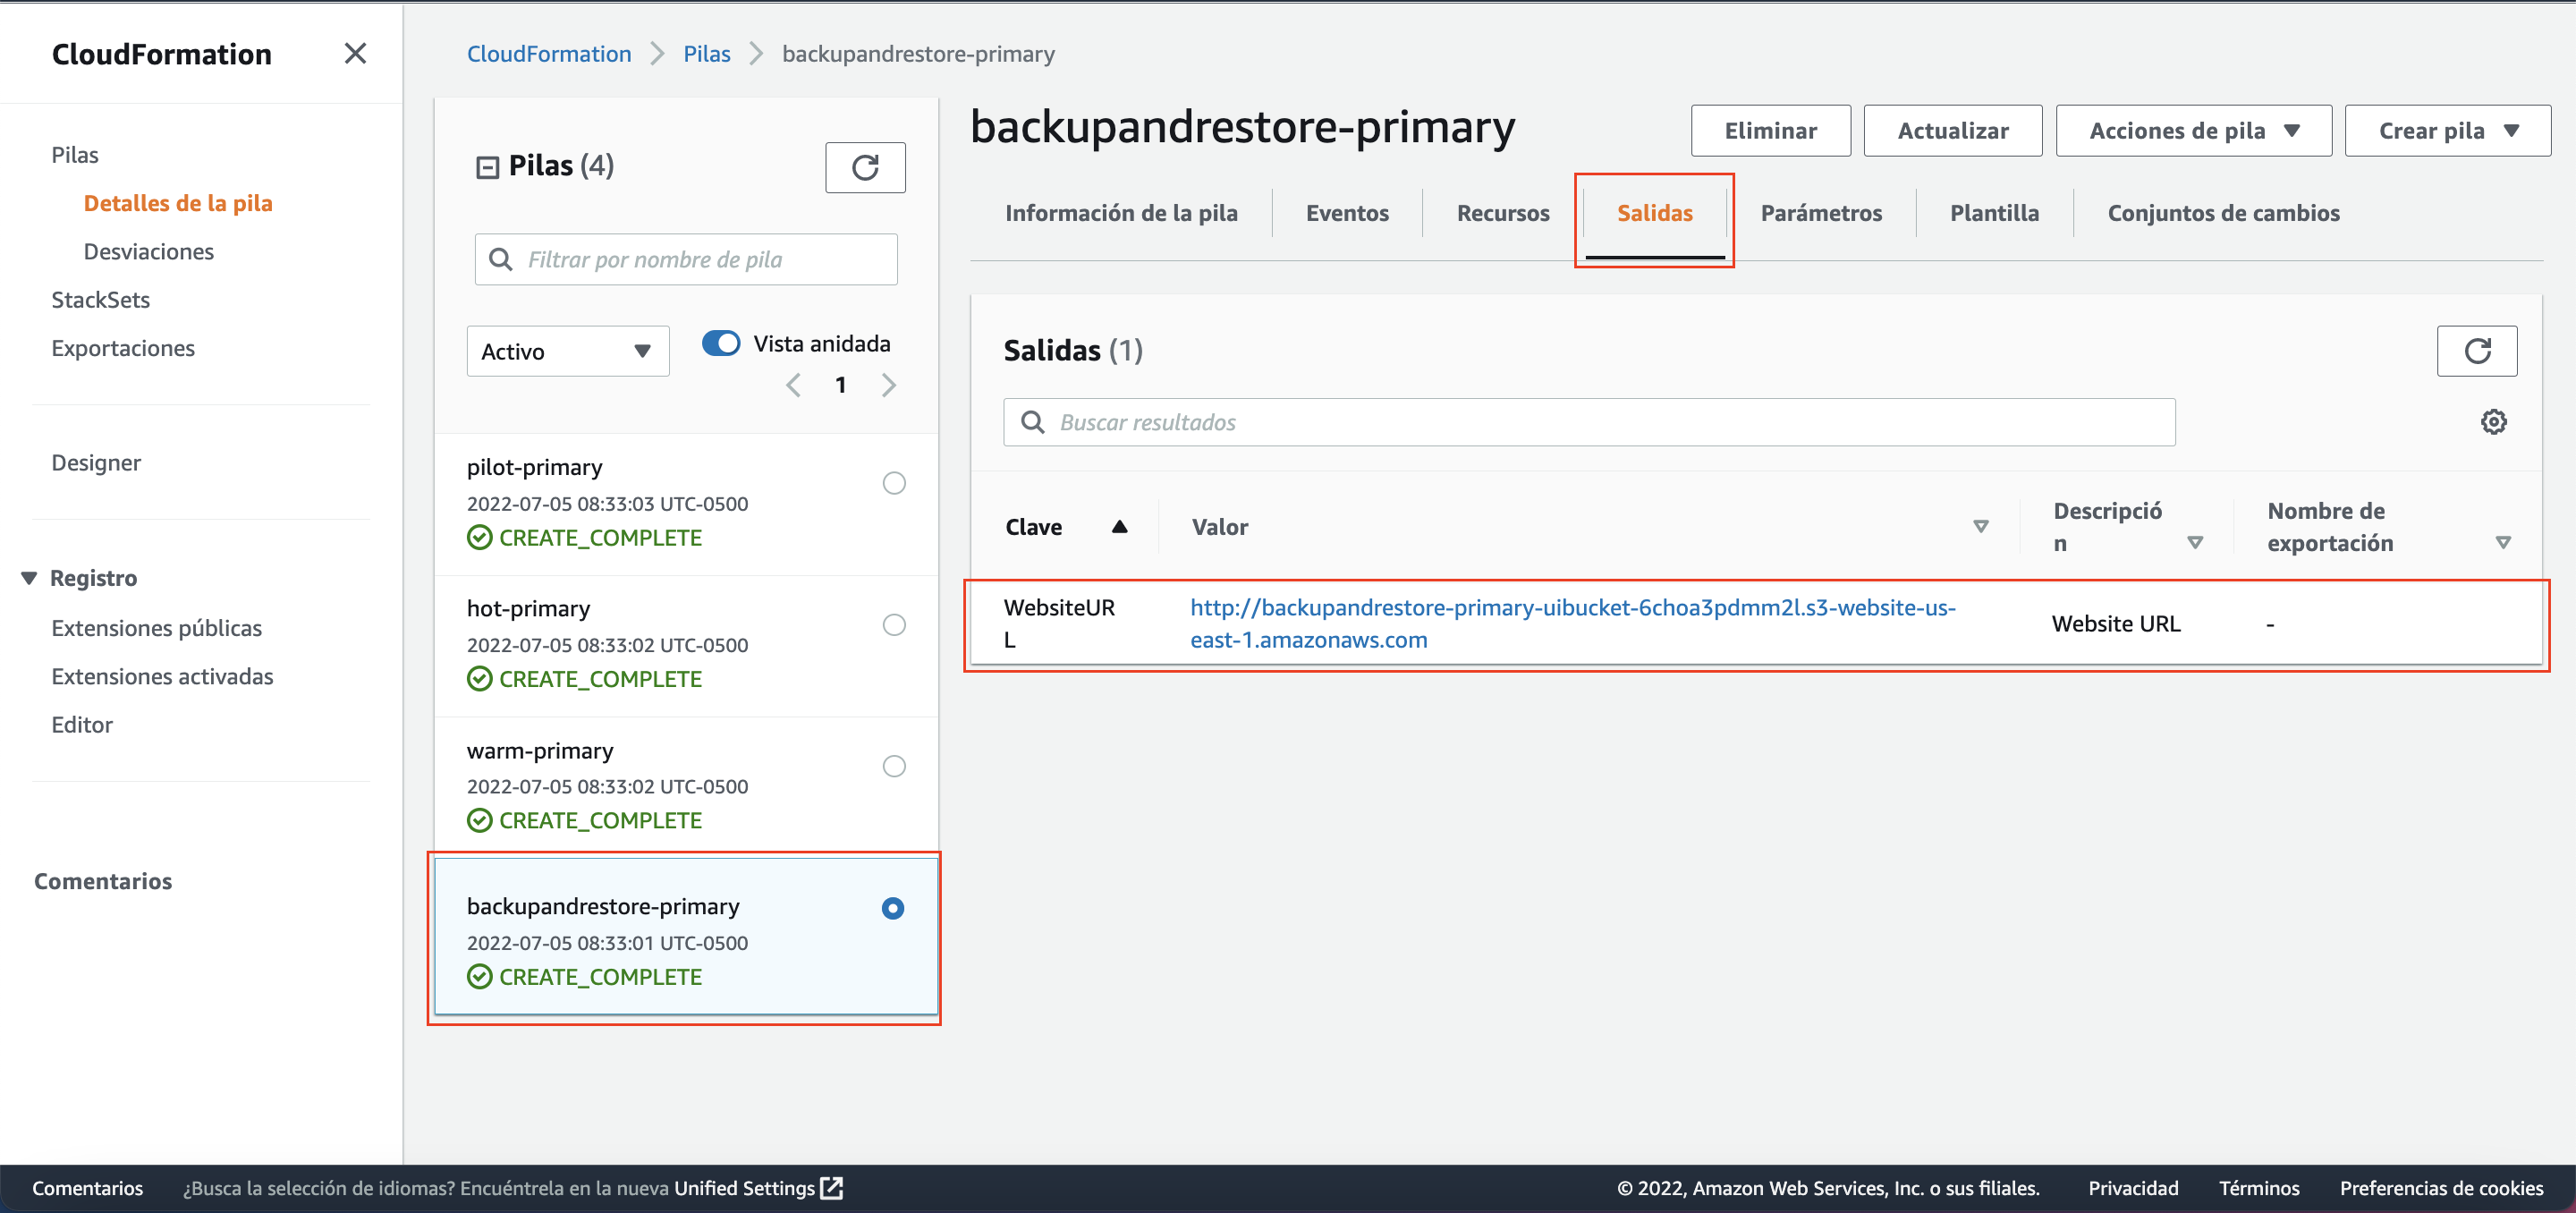 CloudFormation
Pilas
Detalles de la pila
Desviaciones
StackSets
Exportaciones
Designer
Registro
Extensiones públicas
Extensiones activadas
Editor
Comentarios
CloudFormation
Pilas
backupandrestore-primary
Pilas (4)
Filtrar por nombre de pila
Activo
Vista anidada
1
pilot-primary
2022-07-05 08:33:03 UTC-0500
CREATE_COMPLETE
hot-primary
2022-07-05 08:33:02 UTC-0500
CREATE_COMPLETE
warm-primary
2022-07-05 08:33:02 UTC-0500
CREATE_COMPLETE
backupandrestore-primary
2022-07-05 08:33:01 UTC-0500
CREATE_COMPLETE
backupandrestore-primary
Eliminar
Actualizar
Acciones de pila
Crear pila
Información de la pila
Eventos
Recursos
Salidas
Parámetros
Plantilla
Conjuntos de cambios
Salidas (1)
Buscar resultados
Clave
Valor
Descripció
n
Nombre de
exportación
WebsiteUR
L
http://backupandrestore-primary-uibucket-6choa3pdmm2l.s3-website-us-
east-1.amazonaws.com
Website URL
-
Comentarios
¿Busca la selección de idiomas? Encuéntrela en la nueva Unified Settings
© 2022, Amazon Web Services, Inc. o sus filiales.
Privacidad
Términos
Preferencias de cookies